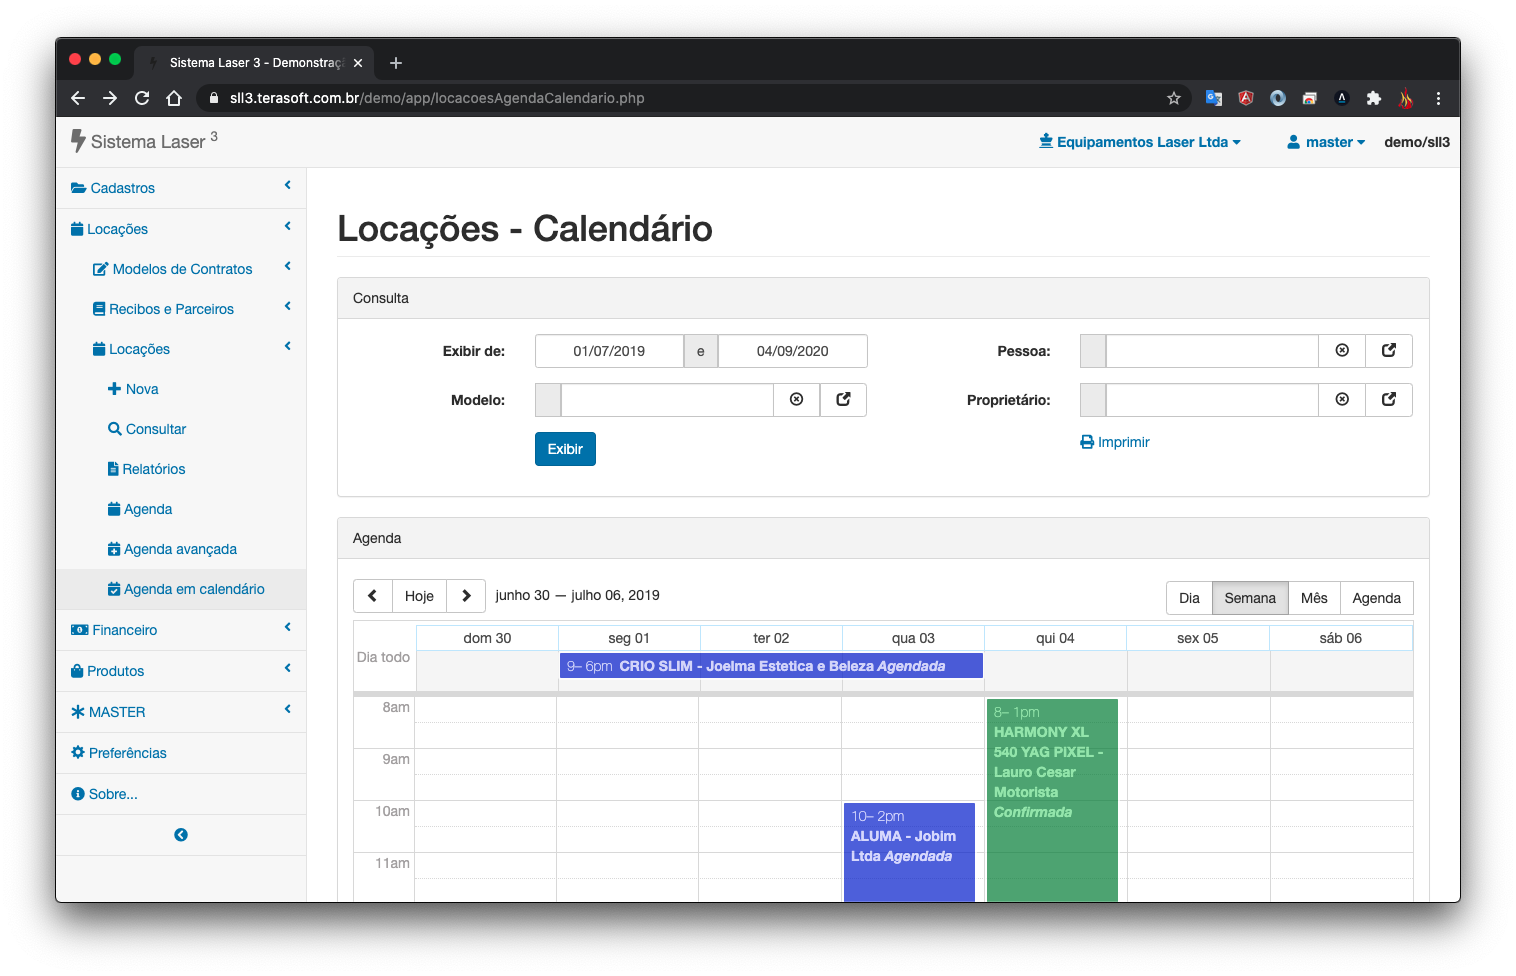 Sistema Laser 3 - Demonstraç
sll3.terasoft.com.br/demo/app/locacoesAgendaCalendario.php
Sistema Laser 3
Equipamentos Laser Ltda
master
demo/sll3
Cadastros
Locações
Modelos de Contratos
Recibos e Parceiros
Locações
Nova
Consultar
Relatórios
Agenda
Agenda avançada
Agenda em calendário
Financeiro
Produtos
MASTER
Preferências
Sobre...
Locações - Calendário
Consulta
Exibir de: 01/07/2019 e 04/09/2020
Pessoa:
Modelo:
Proprietário:
Exibir
Imprimir
Agenda
Hoje
junho 30 — julho 06, 2019
Dia Semana Mês Agenda
dom 30 seg 01 ter 02 qua 03 qui 04 sex 05 sáb 06
Dia todo
9– 6pm CRIO SLIM - Joelma Estetica e Beleza Agendada
8am
9am
10am
11am
10– 2pm
ALUMA - Jobim
Ltda Agendada
8– 1pm
HARMONY XL
540 YAG PIXEL -
Lauro Cesar
Motorista
Confirmada